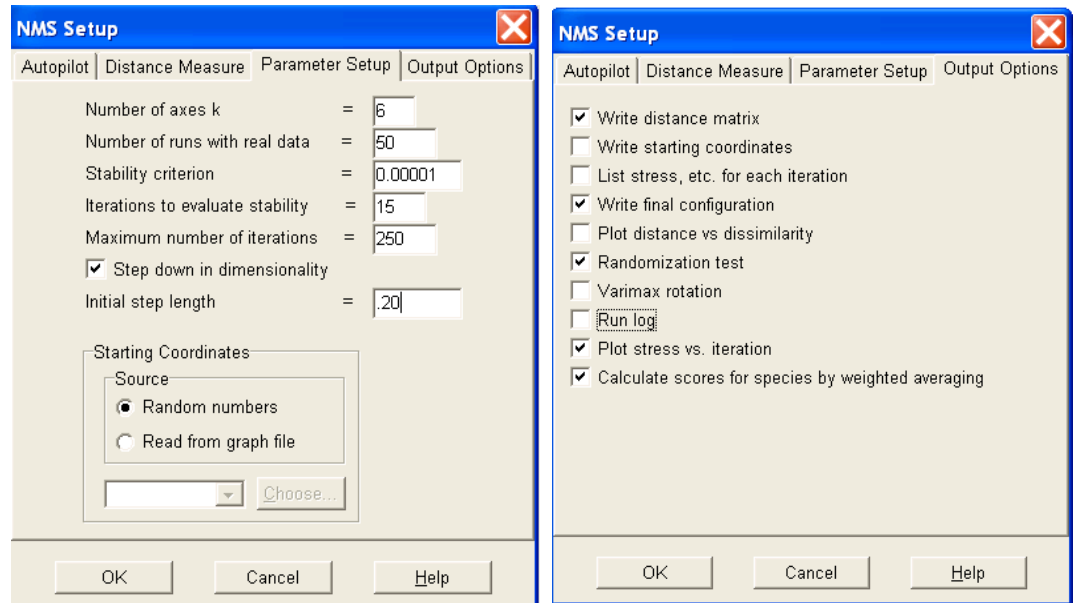 NMS Setup
Autopilot Distance Measure Parameter Setup Output Options
Number of axes k = 6
Number of runs with real data = 50
Stability criterion = 0.00001
Iterations to evaluate stability = 15
Maximum number of iterations = 250
Step down in dimensionality
Initial step length = .20
Starting Coordinates
Source
Random numbers
Read from graph file
Choose...
OK Cancel Help
NMS Setup
Autopilot Distance Measure Parameter Setup Output Options
Write distance matrix
Write starting coordinates
List stress, etc. for each iteration
Write final configuration
Plot distance vs dissimilarity
Randomization test
Varimax rotation
Run log
Plot stress vs. iteration
Calculate scores for species by weighted averaging
OK Cancel Help